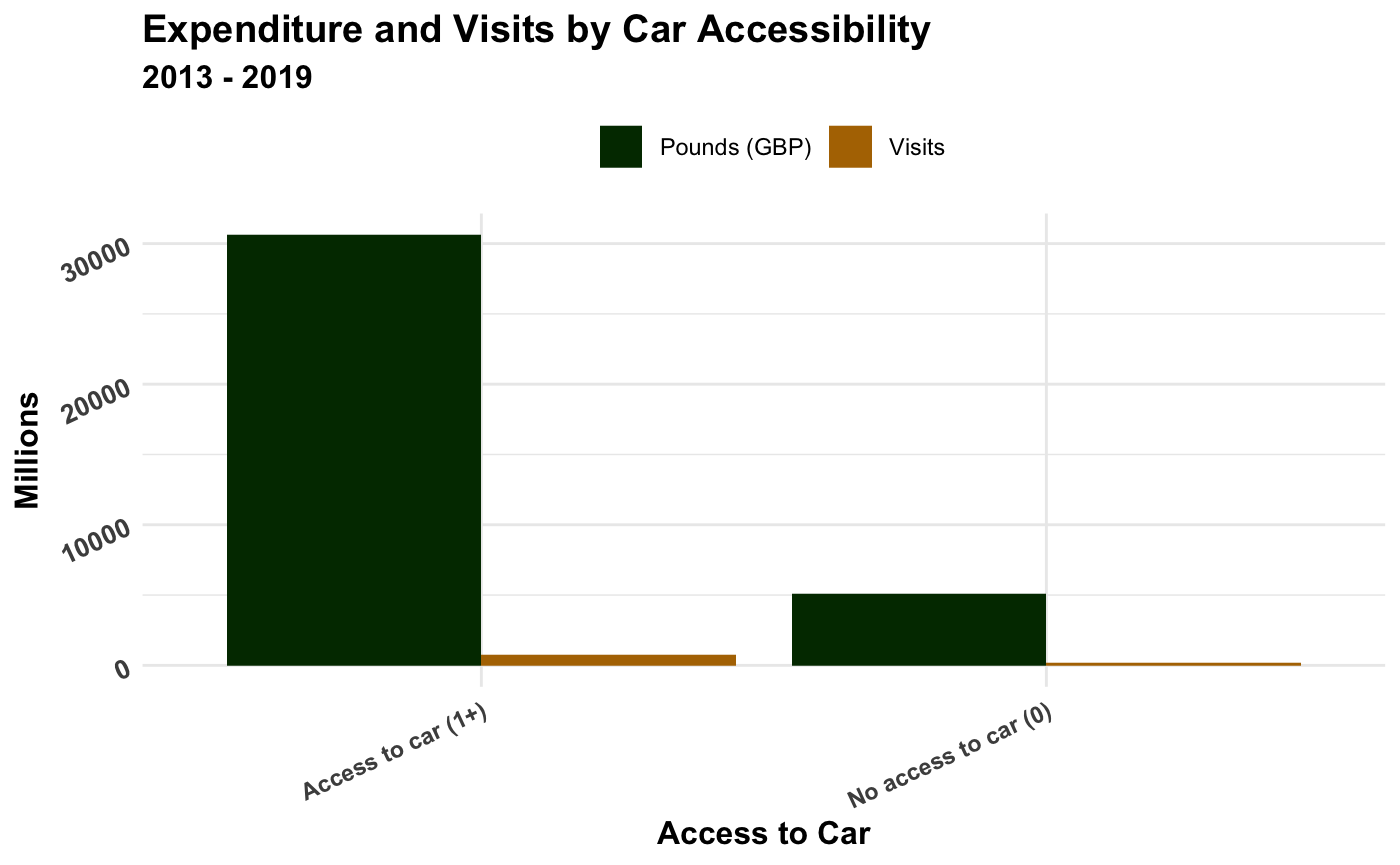 Expenditure and Visits by Car Accessibility
2013 - 2019
Pounds (GBP) Visits
30000
20000
10000
0
Millions
Access to car (1+) No access to car (0)
Access to Car